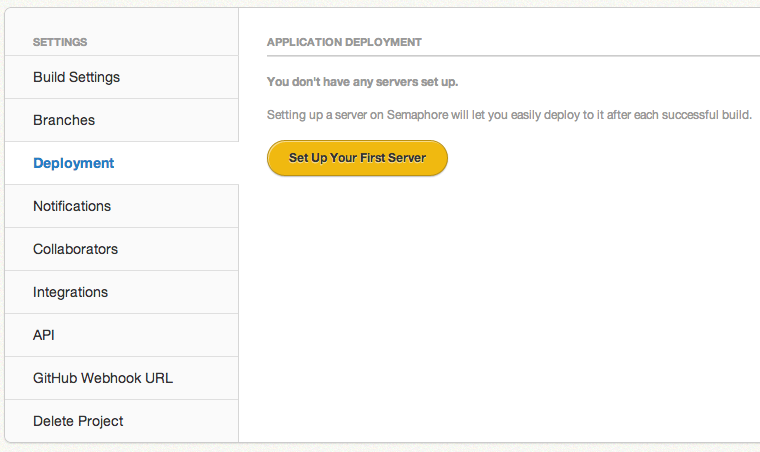 SETTINGS
Build Settings
Branches
Deployment
Notifications
Collaborators
Integrations
API
GitHub Webhook URL
Delete Project
APPLICATION DEPLOYMENT
You don't have any servers set up.
Setting up a server on Semaphore will let you easily deploy to it after each successful build.
Set Up Your First Server